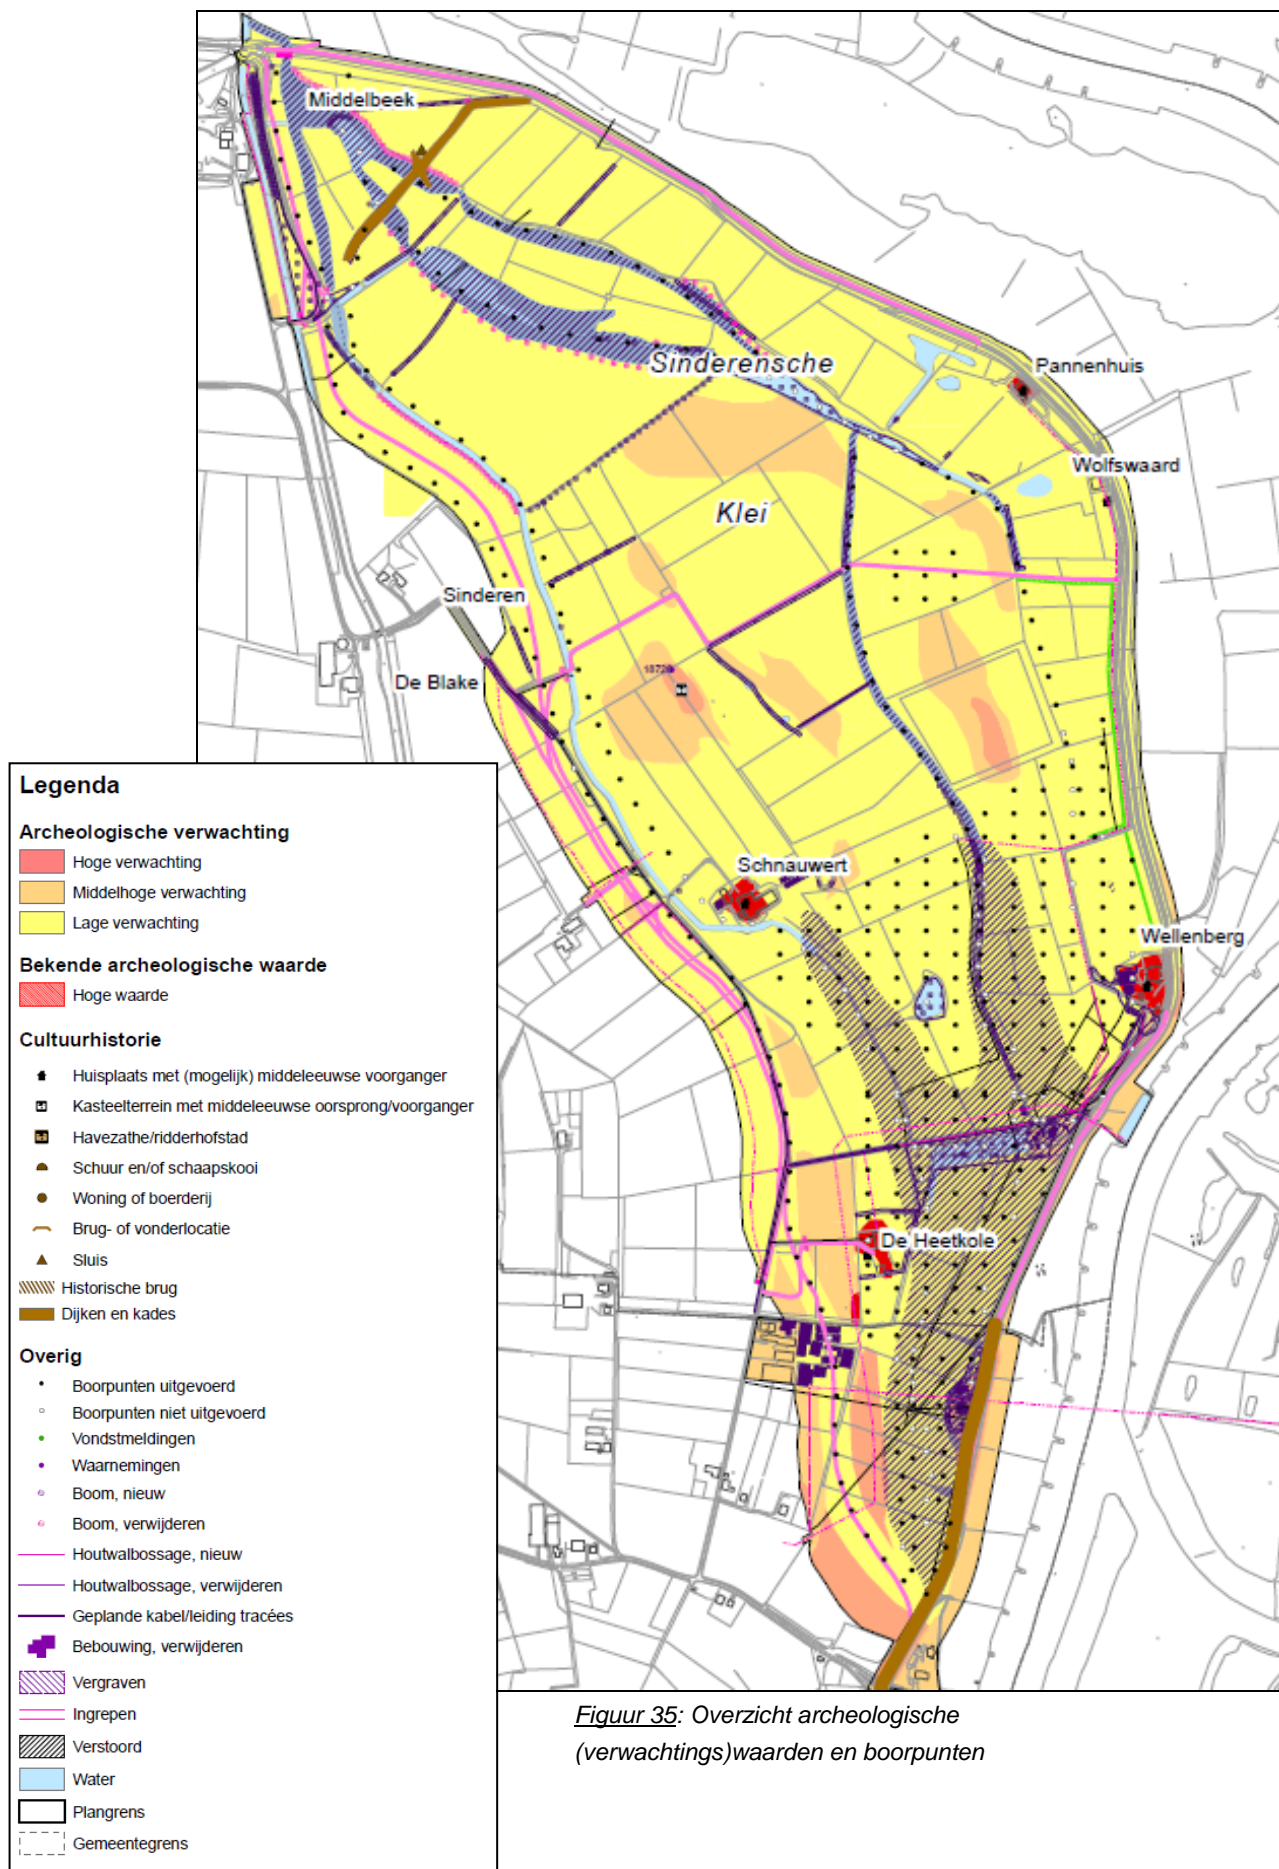 Middelbeek
Sinderensche
Pannenhuis
Wolfswaard
Klei
Sinderen
De Blake
Schnauwert
Wellenberg
De Heetkole
Legenda
Archeologische verwachting
Hoge verwachting
Middelhoge verwachting
Lage verwachting
Bekende archeologische waarde
Hoge waarde
Cultuurhistorie
Huisplaats met (mogelijk) middeleeuwse voorganger
Kasteelterrein met middeleeuwse oorsprong/voorganger
Havezathe/ridderhofstad
Schuur en/of schaapskooi
Woning of boerderij
Brug- of vonderlocatie
Sluis
Historische brug
Dijken en kades
Overig
Boorpunten uitgevoerd
Boorpunten niet uitgevoerd
Vondstmeldingen
Waarnemingen
Boom, nieuw
Boom, verwijderen
Houtwalbossage, nieuw
Houtwalbossage, verwijderen
Geplande kabel/leiding tracées
Bebouwing, verwijderen
Vergraven
Ingrepen
Verstoord
Water
Plangrens
Gemeentegrens
Figuur 35: Overzicht archeologische
(verwachtings)waarden en boorpunten